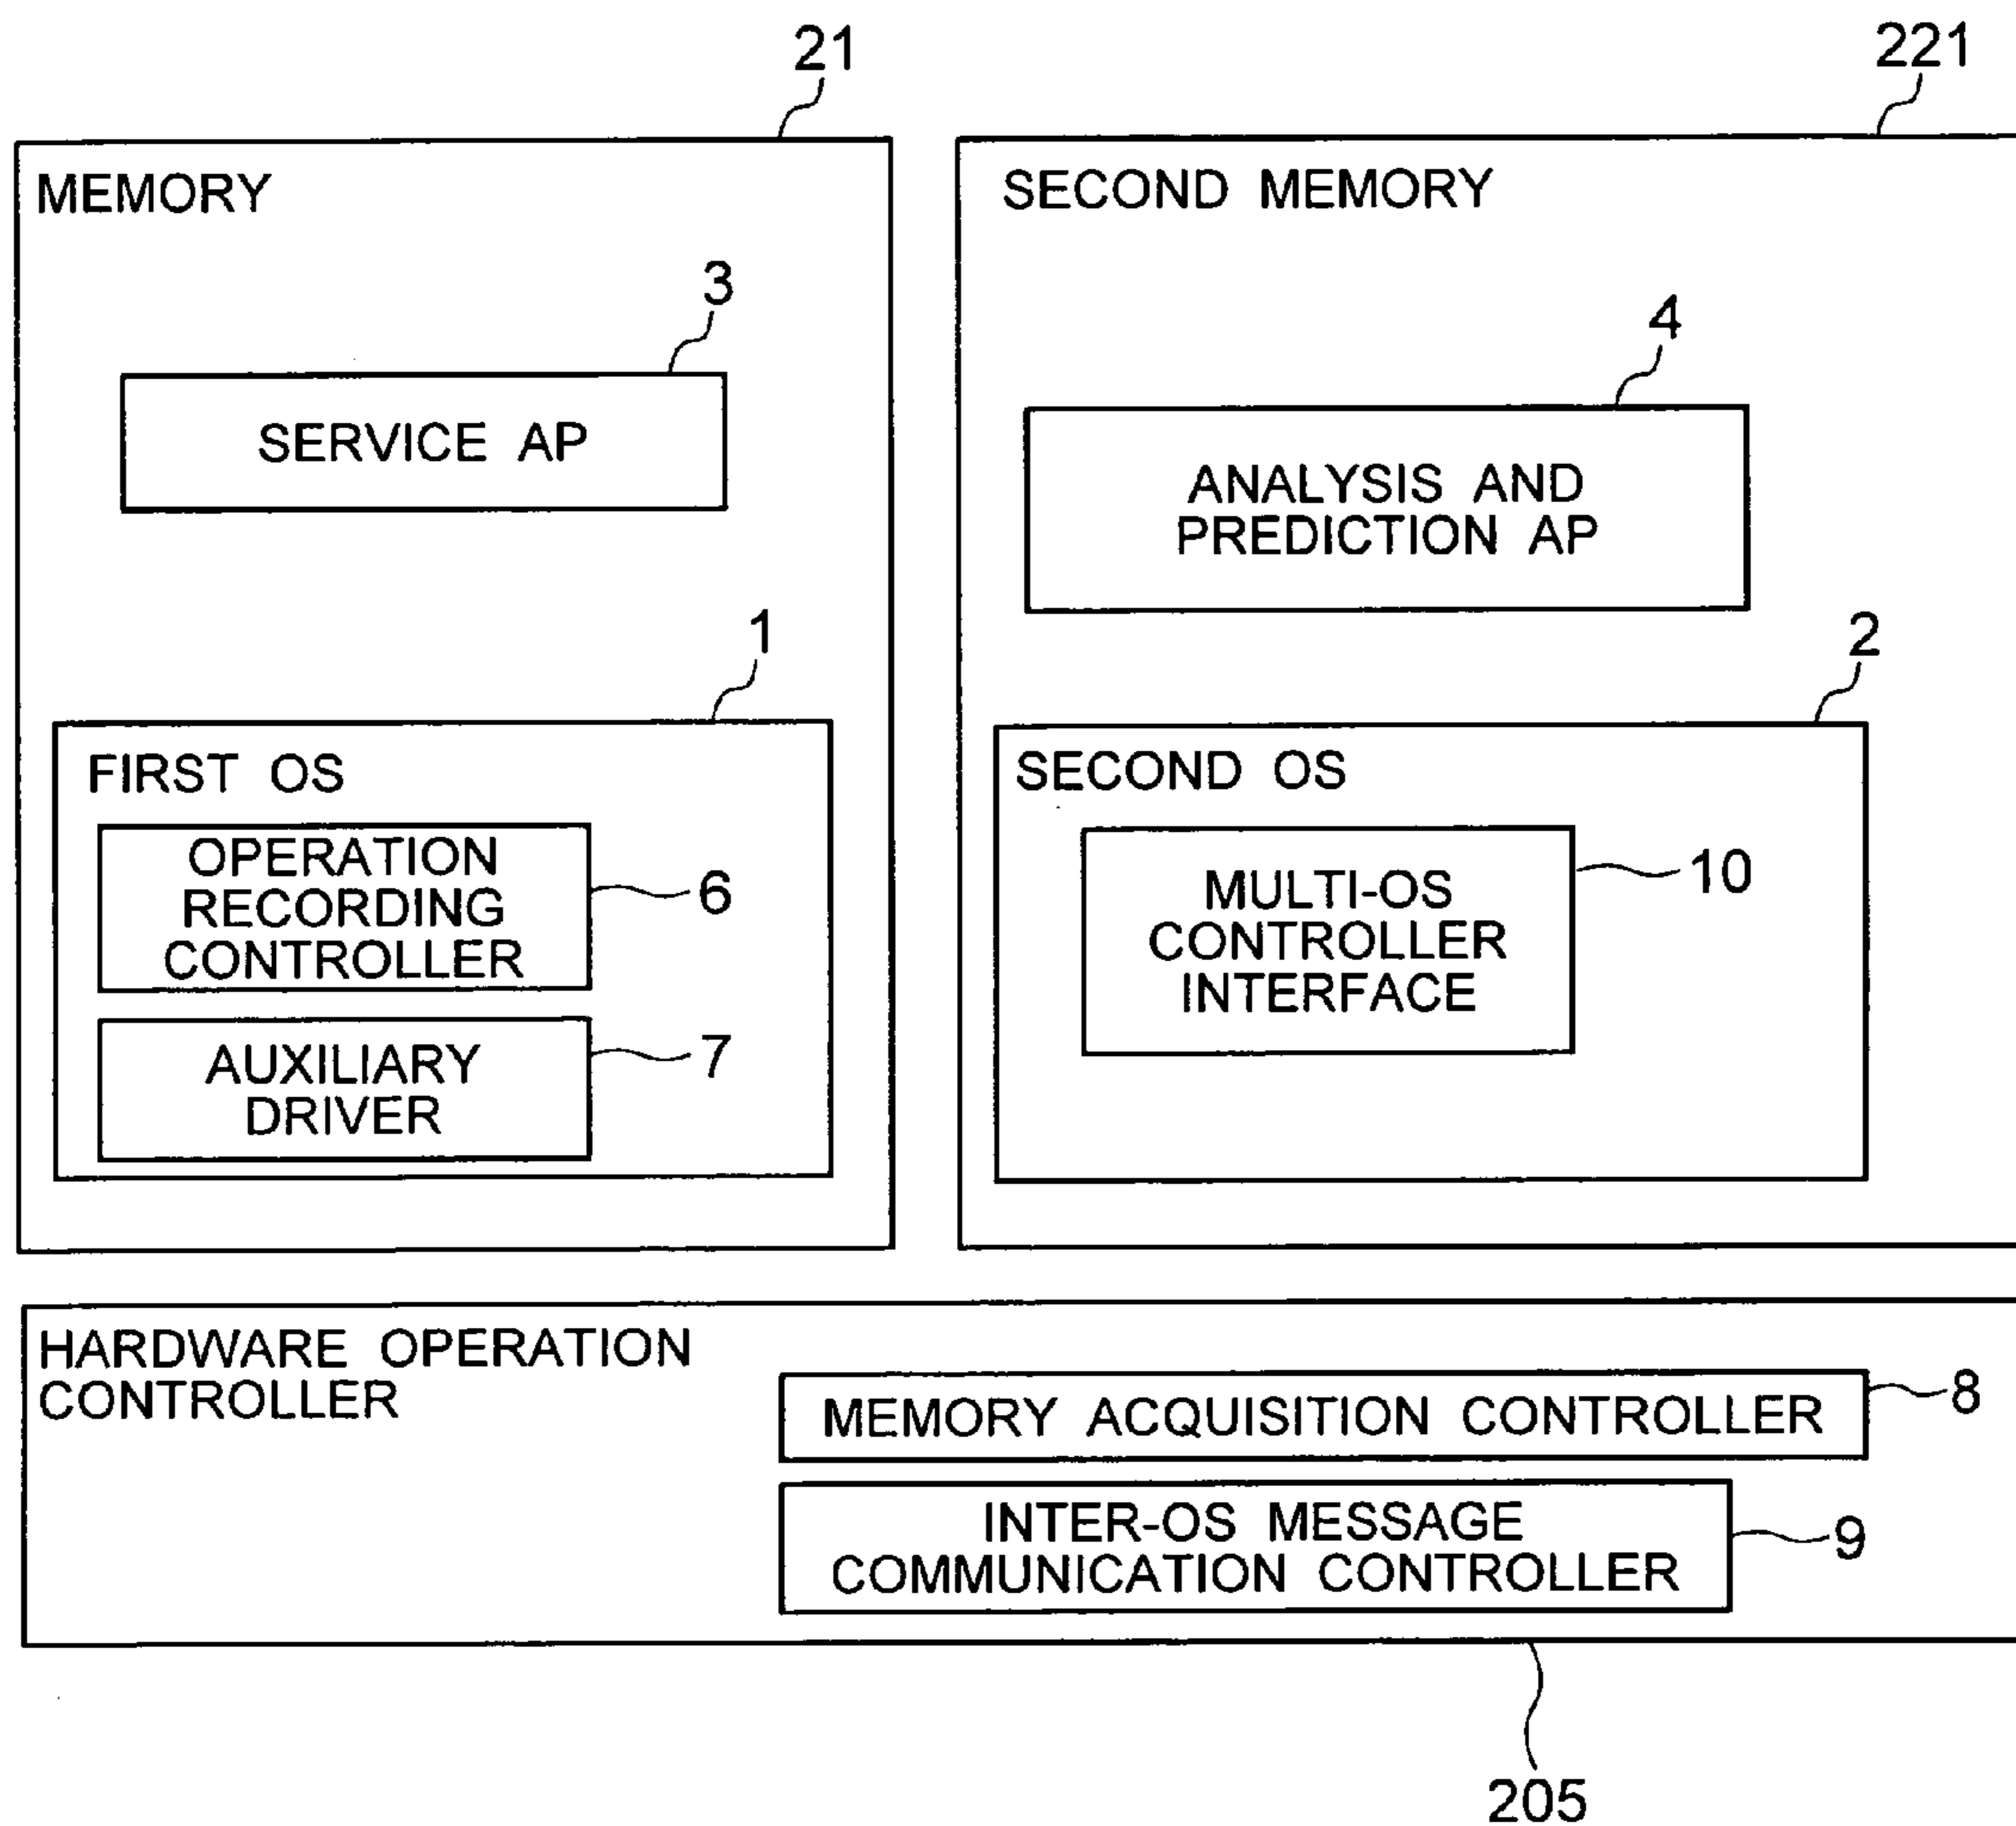 21
221
MEMORY
SECOND MEMORY
3
SERVICE AP
4
ANALYSIS AND
PREDICTION AP
1
2
FIRST OS
OPERATION
RECORDING
CONTROLLER
6
AUXILIARY
DRIVER
7
SECOND OS
MULTI-OS
CONTROLLER
INTERFACE
10
HARDWARE OPERATION
CONTROLLER
MEMORY ACQUISITION CONTROLLER
8
INTER-OS MESSAGE
COMMUNICATION CONTROLLER
9
205